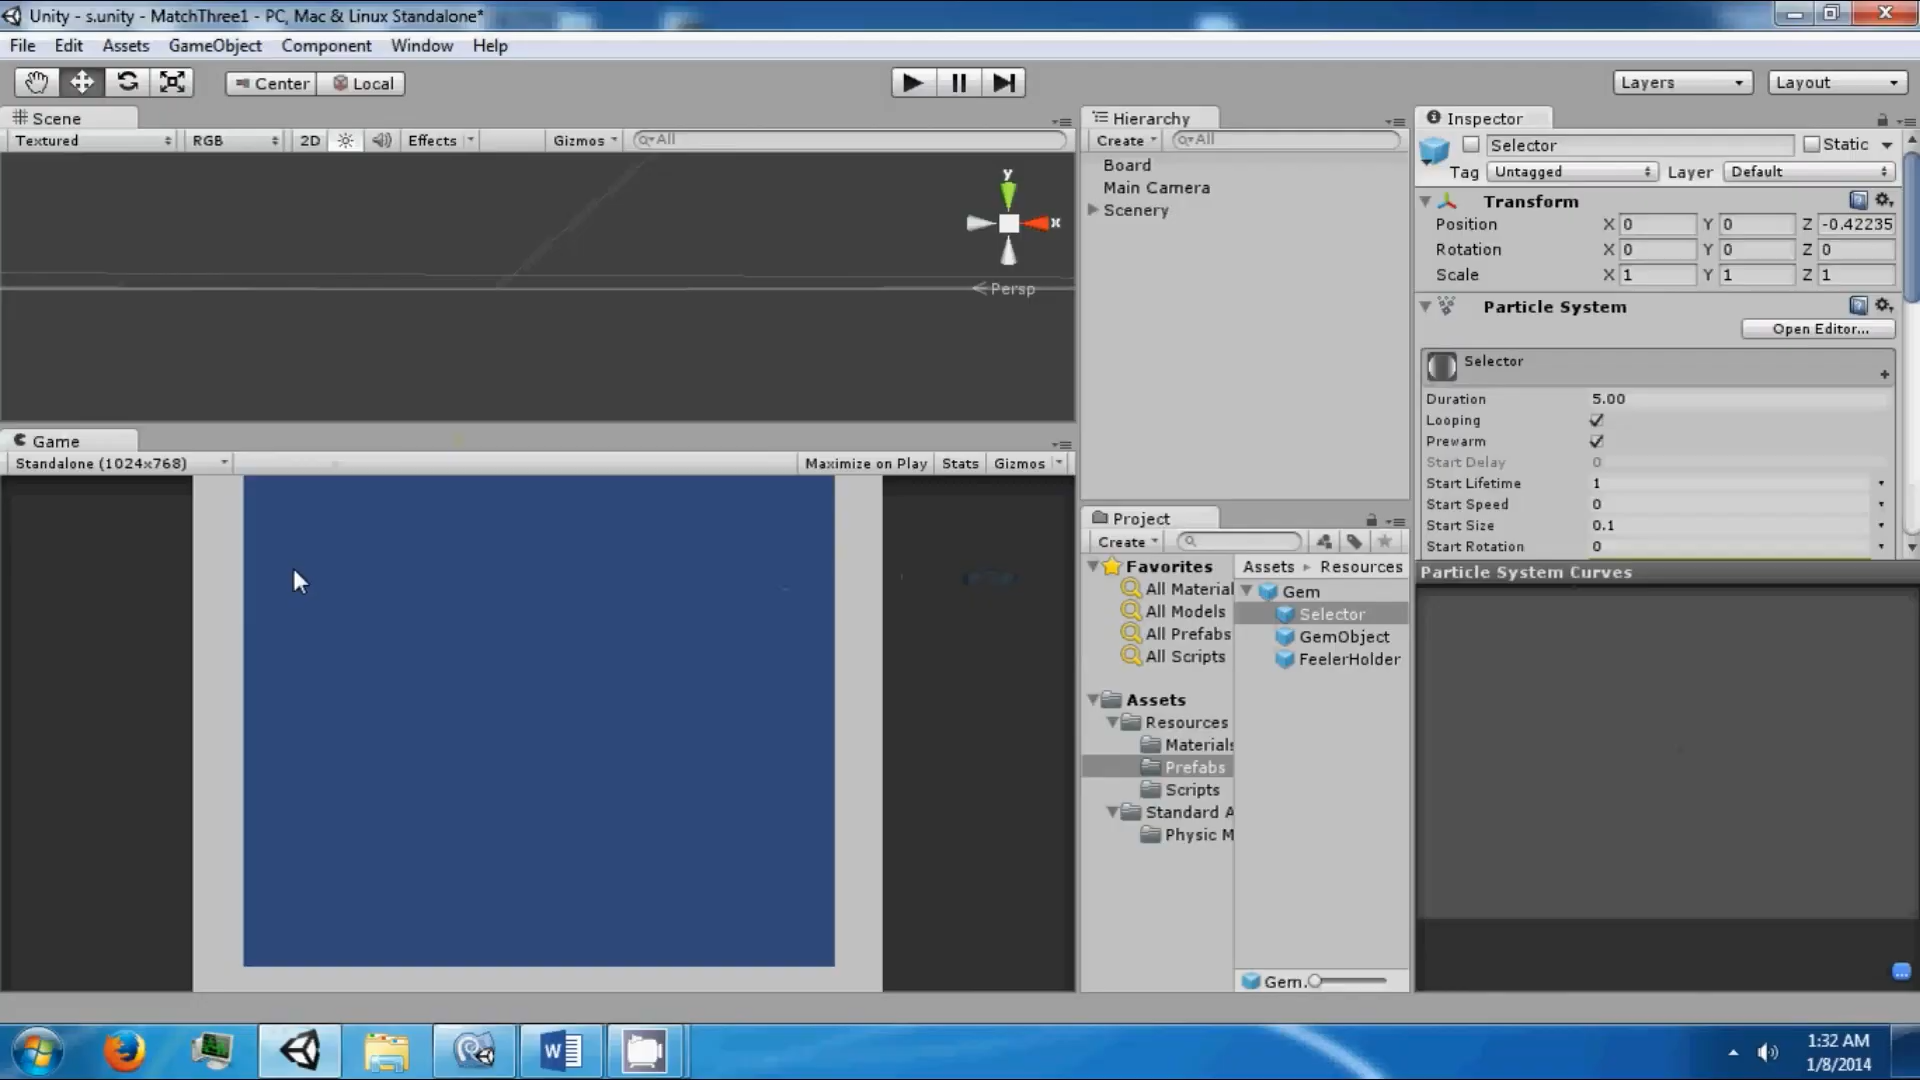 Unity - s.unity - MatchThree1 - PC, Mac & Linux Standalone*
File Edit Assets GameObject Component Window Help
Center Local Layers Layout
Scene
Textured RGB 2D Effects Gizmos All
y
x
Persp
Game
Standalone (1024x768) Maximize on Play Stats Gizmos
Hierarchy
Create All
Board
Main Camera
Scenery
Project
Create
Favorites
All Material
All Models
All Prefabs
All Scripts
Assets
Resources
Materials
Prefabs
Scripts
Standard A
Physic M
Assets Resources
Gem
Selector
GemObject
FeelerHolder
Gem.
Inspector
Selector Static
Tag Untagged Layer Default
Transform
Position X 0 Y 0 Z -0.42235
Rotation X 0 Y 0 Z 0
Scale X 1 Y 1 Z 1
Particle System
Open Editor...
Selector
+
Duration 5.00
Looping
Prewarm
Start Delay 0
Start Lifetime 1
Start Speed 0
Start Size 0.1
Start Rotation 0
Particle System Curves
W
1:32 AM
1/8/2014